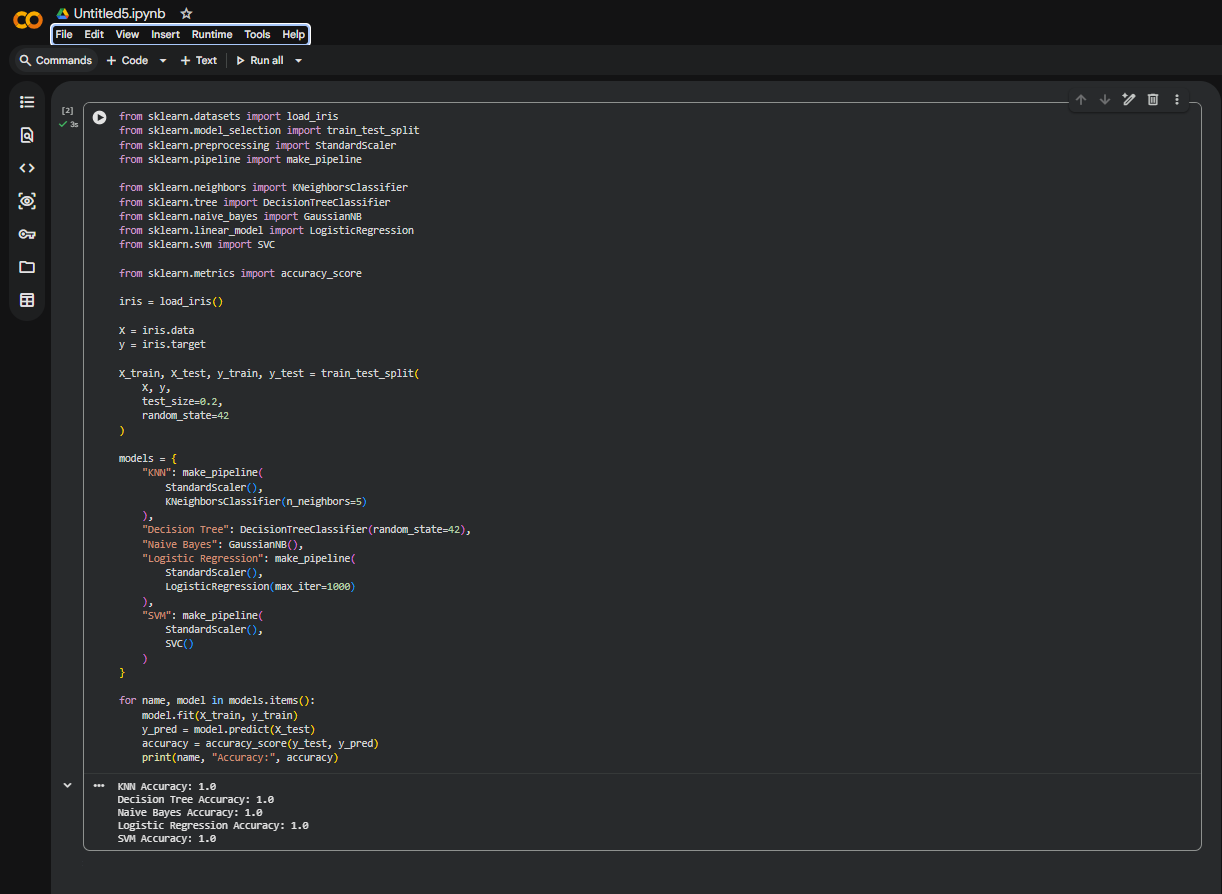 Untitled5.ipynb
File Edit View Insert Runtime Tools Help
Commands + Code + Text Run all
[2]
3s
from sklearn.datasets import load_iris
from sklearn.model_selection import train_test_split
from sklearn.preprocessing import StandardScaler
from sklearn.pipeline import make_pipeline
from sklearn.neighbors import KNeighborsClassifier
from sklearn.tree import DecisionTreeClassifier
from sklearn.naive_bayes import GaussianNB
from sklearn.linear_model import LogisticRegression
from sklearn.svm import SVC
from sklearn.metrics import accuracy_score
iris = load_iris()
X = iris.data
y = iris.target
X_train, X_test, y_train, y_test = train_test_split(
    X, y,
    test_size=0.2,
    random_state=42
)
models = {
    "KNN": make_pipeline(
        StandardScaler(),
        KNeighborsClassifier(n_neighbors=5)
    ),
    "Decision Tree": DecisionTreeClassifier(random_state=42),
    "Naive Bayes": GaussianNB(),
    "Logistic Regression": make_pipeline(
        StandardScaler(),
        LogisticRegression(max_iter=1000)
    ),
    "SVM": make_pipeline(
        StandardScaler(),
        SVC()
    )
}
for name, model in models.items():
    model.fit(X_train, y_train)
    y_pred = model.predict(X_test)
    accuracy = accuracy_score(y_test, y_pred)
    print(name, "Accuracy:", accuracy)
KNN Accuracy: 1.0
Decision Tree Accuracy: 1.0
Naive Bayes Accuracy: 1.0
Logistic Regression Accuracy: 1.0
SVM Accuracy: 1.0